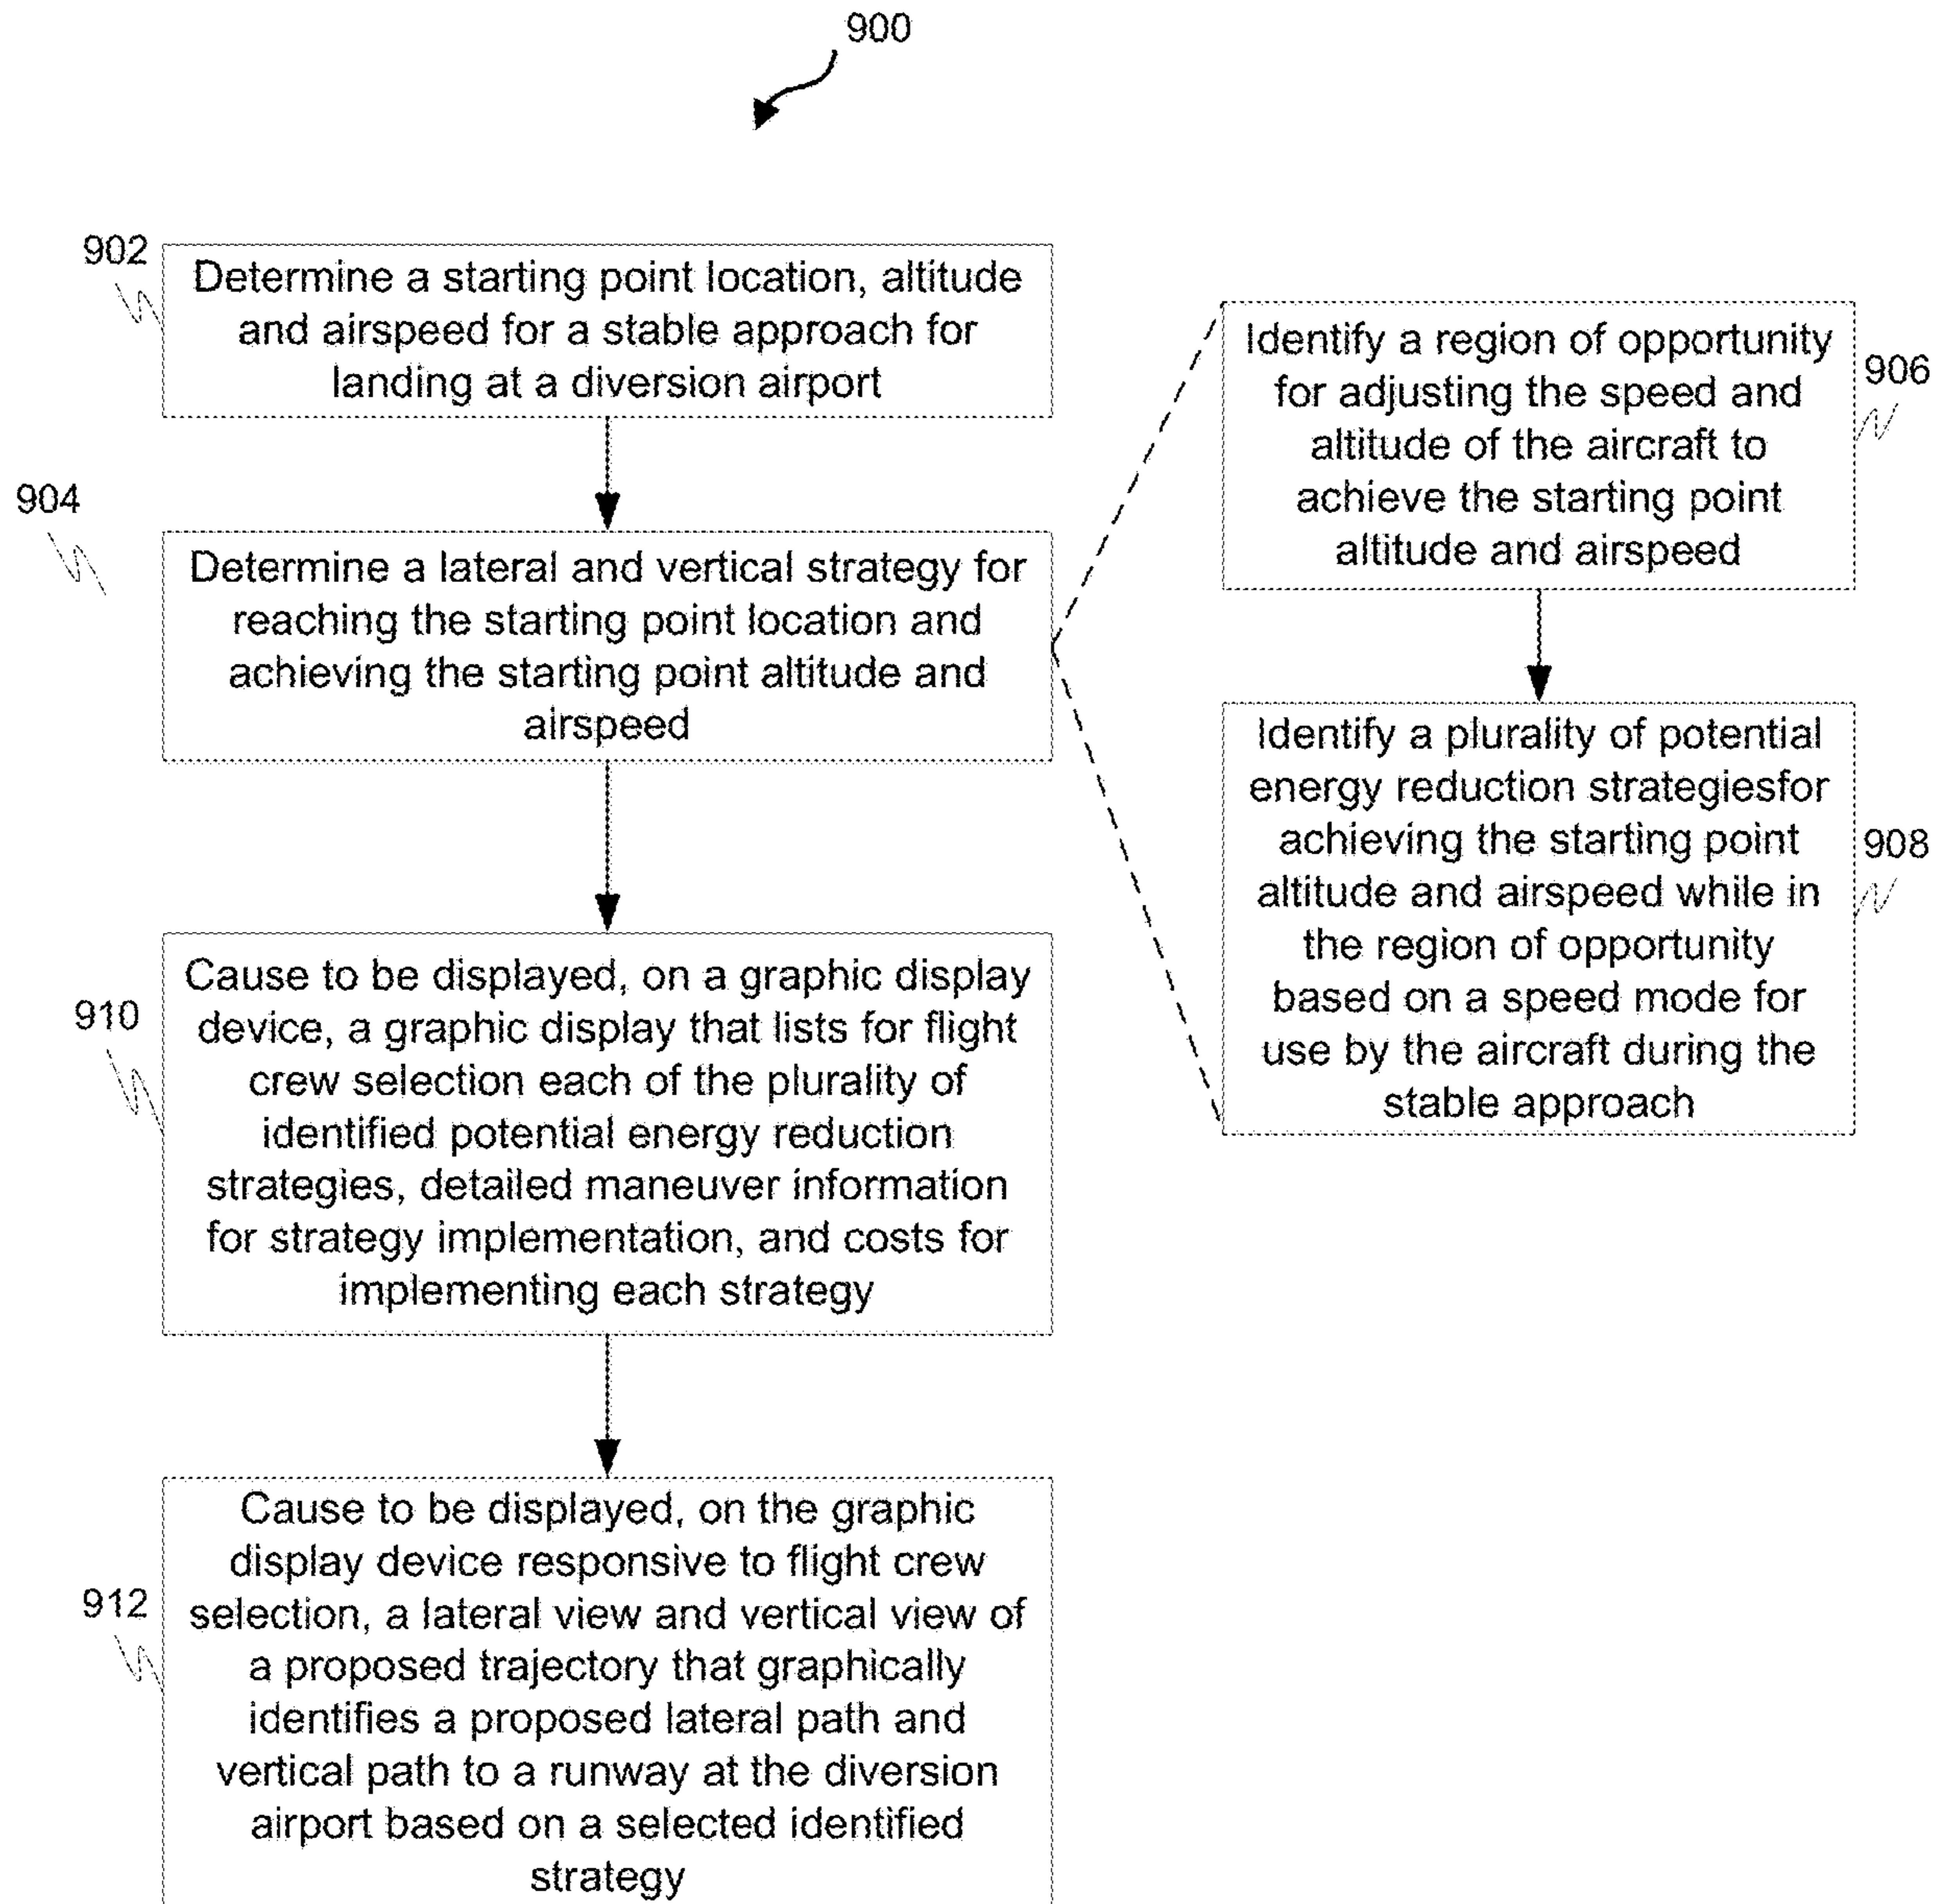 900
902
Determine a starting point location, altitude
and airspeed for a stable approach for
landing at a diversion airport
904
Determine a lateral and vertical strategy for
reaching the starting point location and
achieving the starting point altitude and
airspeed
Identify a region of opportunity
for adjusting the speed and
altitude of the aircraft to
achieve the starting point
altitude and airspeed
906
Identify a plurality of potential
energy reduction strategiesfor
achieving the starting point
altitude and airspeed while in
the region of opportunity
based on a speed mode for
use by the aircraft during the
stable approach
908
910
Cause to be displayed, on a graphic display
device, a graphic display that lists for flight
crew selection each of the plurality of
identified potential energy reduction
strategies, detailed maneuver information
for strategy implementation, and costs for
implementing each strategy
912
Cause to be displayed, on the graphic
display device responsive to flight crew
selection, a lateral view and vertical view of
a proposed trajectory that graphically
identifies a proposed lateral path and
vertical path to a runway at the diversion
airport based on a selected identified
strategy